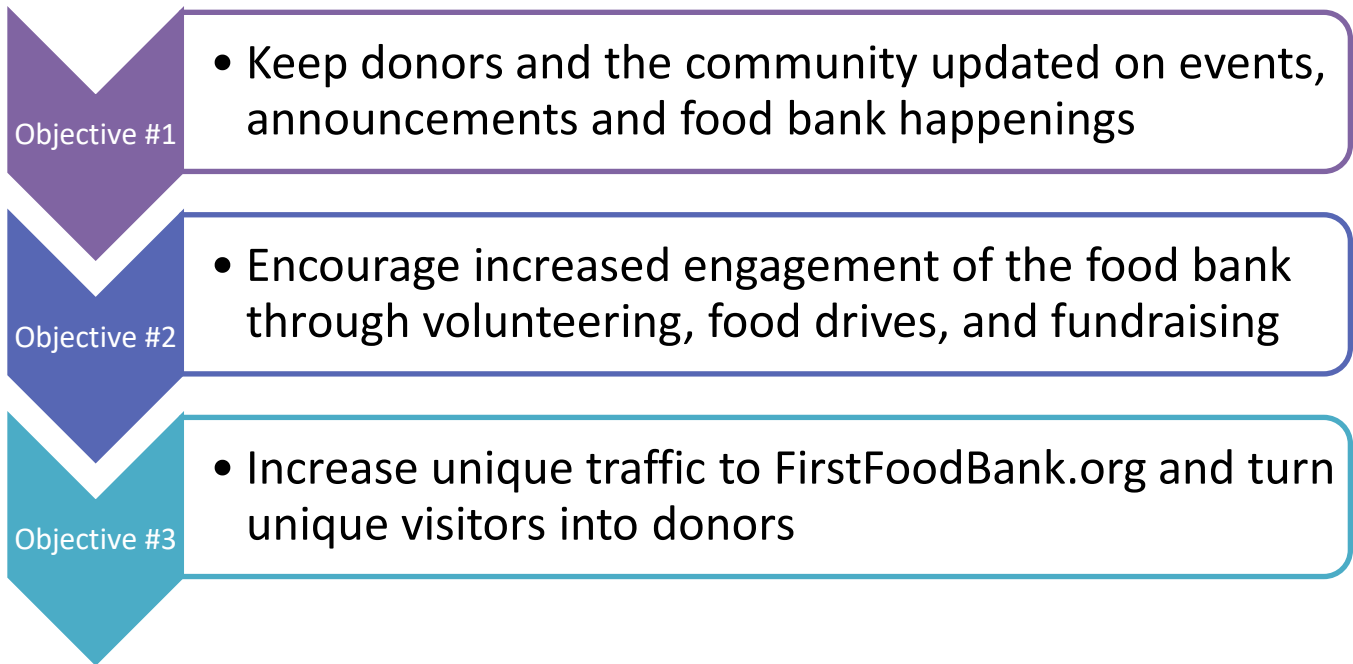 Objective #1
• Keep donors and the community updated on events,
announcements and food bank happenings
Objective #2
• Encourage increased engagement of the food bank
through volunteering, food drives, and fundraising
Objective #3
• Increase unique traffic to FirstFoodBank.org and turn
unique visitors into donors